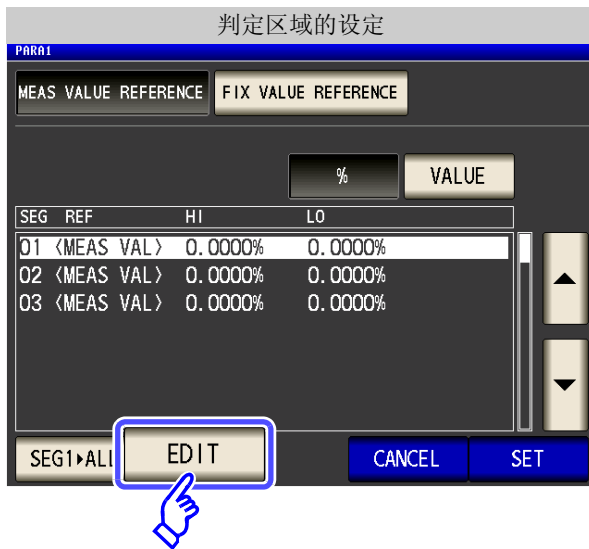 判定区域的设定
PARA1
MEAS VALUE REFERENCE FIX VALUE REFERENCE
% VALUE
SEG REF HI LO
01 〈MEAS VAL〉 0.0000% 0.0000%
02 〈MEAS VAL〉 0.0000% 0.0000%
03 〈MEAS VAL〉 0.0000% 0.0000%
SEG1▶ALL EDIT CANCEL SET